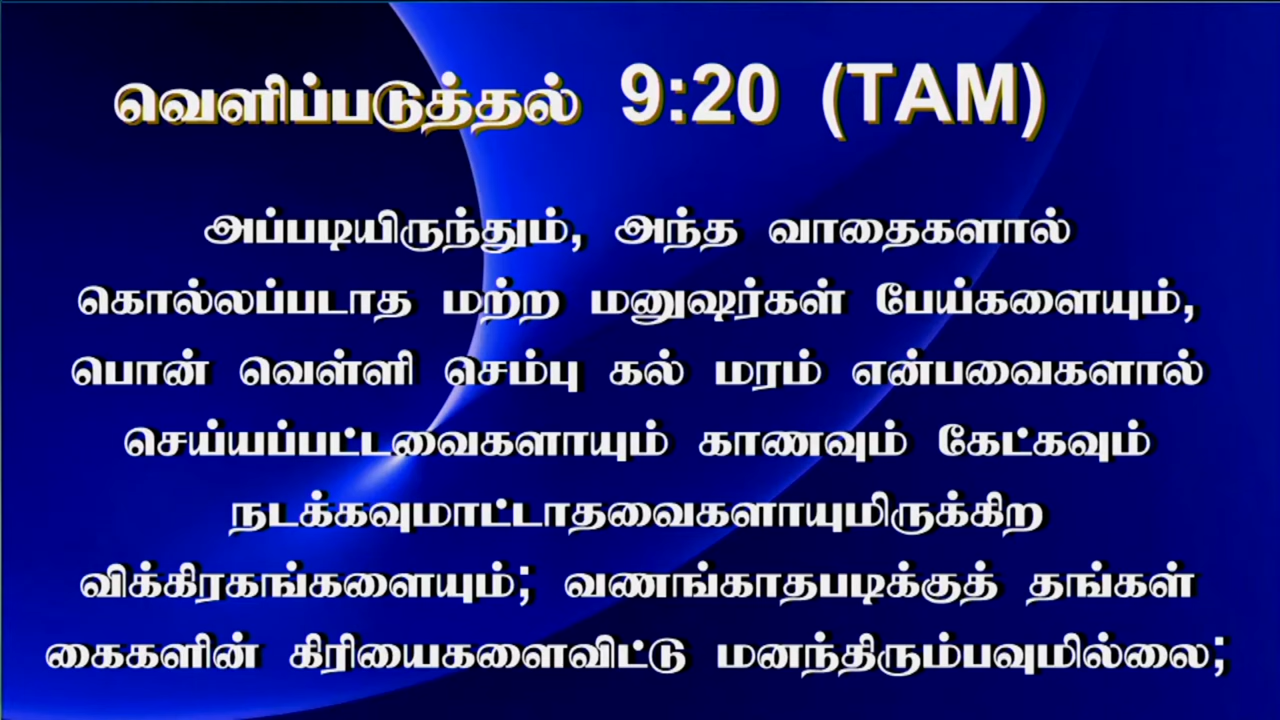 வெளிப்படுத்தல் 9:20 (TAM)
அப்படியிருந்தும், அந்த வாதைகளால்
கொல்லப்படாத மற்ற மனுஷர்கள் பேய்களையும்,
பொன் வெள்ளி செம்பு கல் மரம் என்பவைகளால்
செய்யப்பட்டவைகளாயும் காணவும் கேட்கவும்
நடக்கவுமாட்டாதவைகளாயுமிருக்கிற
விக்கிரகங்களையும்; வணங்காதபடிக்குத் தங்கள்
கைகளின் கிரியைகளைவிட்டு மனந்திரும்பவுமில்லை;